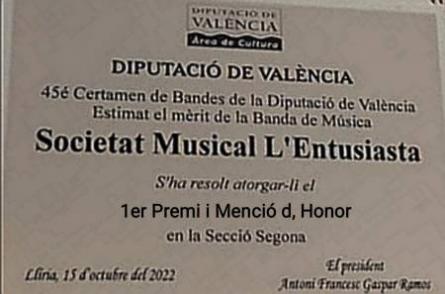 DIPUTACIÓ DE
VALÈNCIA
Àrea de Cultura
DIPUTACIÓ DE VALÈNCIA
45é Certamen de Bandes de la Diputació de València
Estimat el mèrit de la Banda de Música
Societat Musical L'Entusiasta
S'ha resolt atorgar-li el
1er Premi i Menció d, Honor
en la Secció Segona
Llíria, 15 d'octubre del 2022
El president
Antoni Francesc Gaspar Ramos